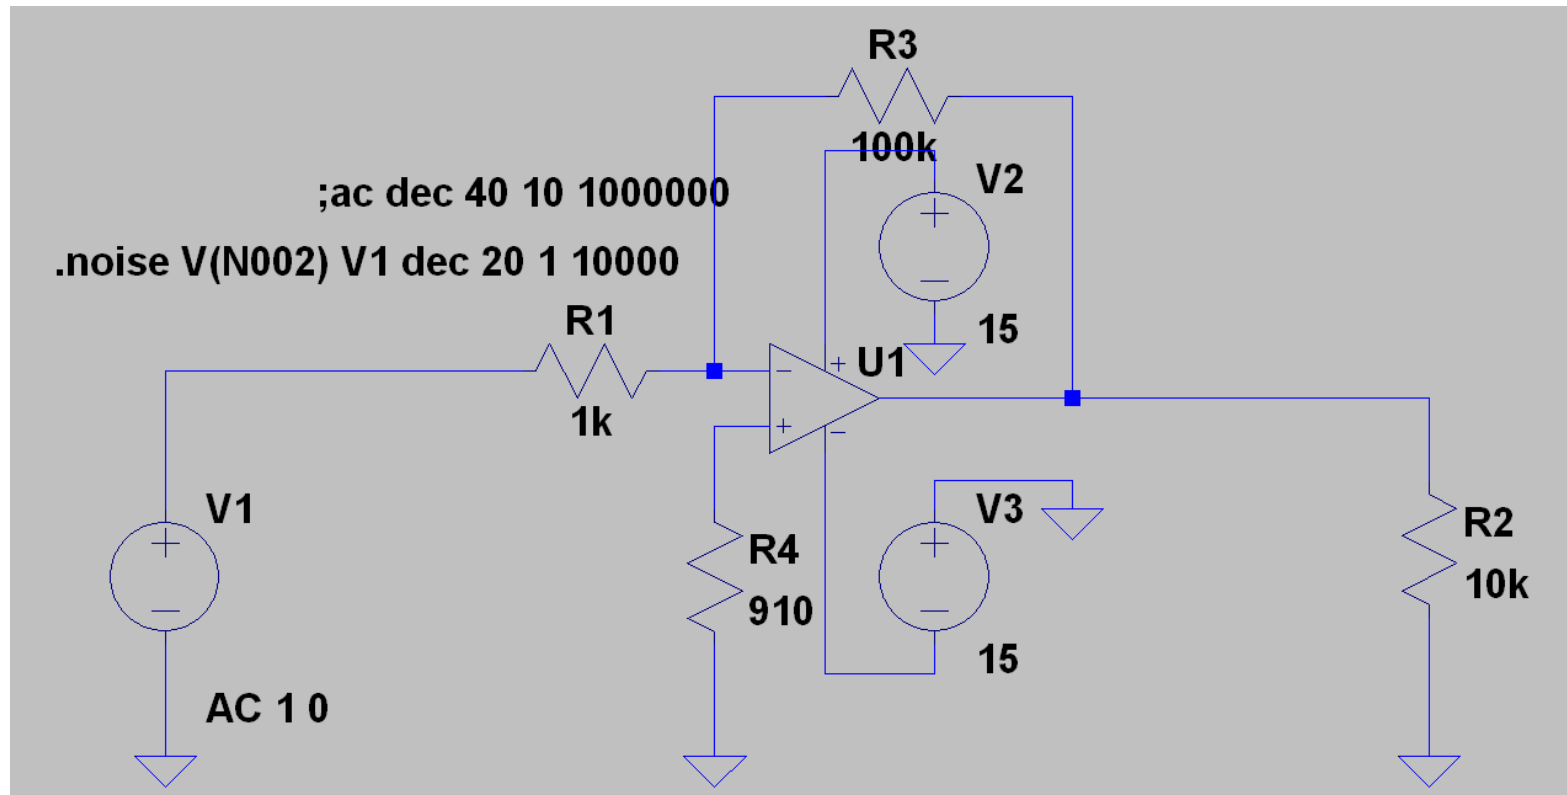 R3
100k
;ac dec 40 10 1000000
V2
.noise V(N002) V1 dec 20 1 10000
R1
15
U1
1k
V1
V3
R2
R4
10k
910
15
AC 1 0